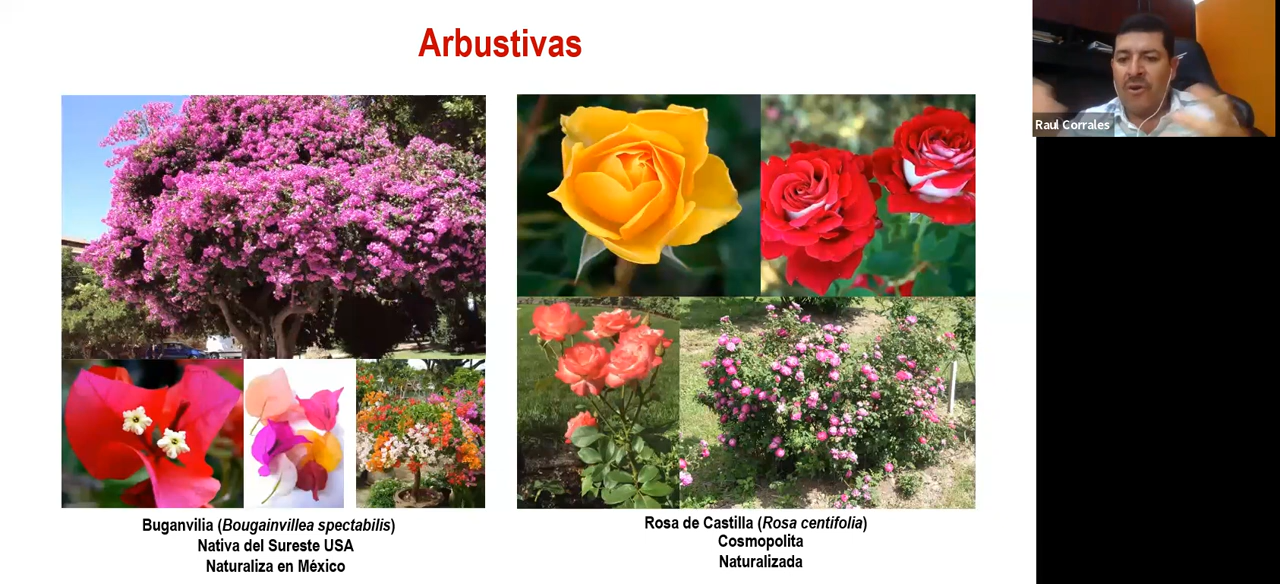 Arbustivas
Raul Corrales
Buganvilia (Bougainvillea spectabilis)
Nativa del Sureste USA
Naturaliza en México
Rosa de Castilla (Rosa centifolia)
Cosmopolita
Naturalizada